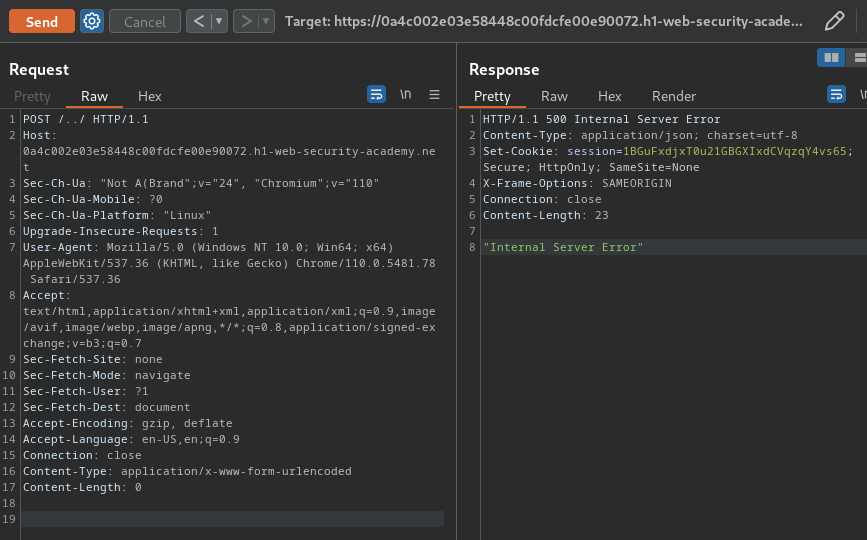 Send Cancel < > Target: https://0a4c002e03e58448c00fdcfe00e90072.h1-web-security-acade...
Request
Pretty Raw Hex \n
1 POST /../ HTTP/1.1
2 Host:
0a4c002e03e58448c00fdcfe00e90072.h1-web-security-academy.ne
t
3 Sec-Ch-Ua: "Not A(Brand";v="24", "Chromium";v="110"
4 Sec-Ch-Ua-Mobile: ?0
5 Sec-Ch-Ua-Platform: "Linux"
6 Upgrade-Insecure-Requests: 1
7 User-Agent: Mozilla/5.0 (Windows NT 10.0; Win64; x64)
AppleWebKit/537.36 (KHTML, like Gecko) Chrome/110.0.5481.78
Safari/537.36
8 Accept:
text/html,application/xhtml+xml,application/xml;q=0.9,image
/avif,image/webp,image/apng,*/*;q=0.8,application/signed-ex
change;v=b3;q=0.7
9 Sec-Fetch-Site: none
10 Sec-Fetch-Mode: navigate
11 Sec-Fetch-User: ?1
12 Sec-Fetch-Dest: document
13 Accept-Encoding: gzip, deflate
14 Accept-Language: en-US,en;q=0.9
15 Connection: close
16 Content-Type: application/x-www-form-urlencoded
17 Content-Length: 0
18
19
Response
Pretty Raw Hex Render
1 HTTP/1.1 500 Internal Server Error
2 Content-Type: application/json; charset=utf-8
3 Set-Cookie: session=1BGuFxdjxT0u21GBGXIxdCVqzqY4vs65;
Secure; HttpOnly; SameSite=None
4 X-Frame-Options: SAMEORIGIN
5 Connection: close
6 Content-Length: 23
7
8 "Internal Server Error"